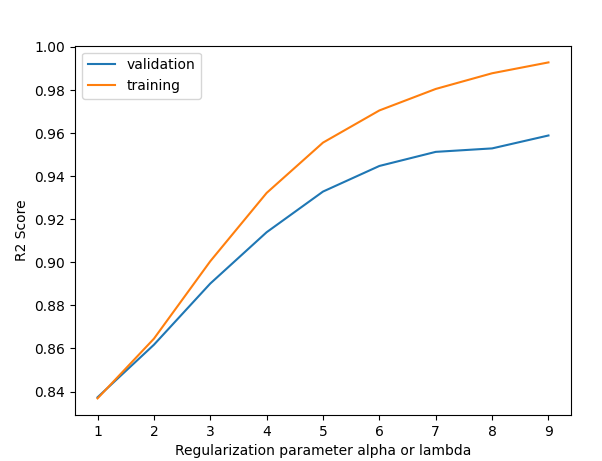 1.00
0.98
0.96
0.94
0.92
0.90
0.88
0.86
0.84
R2 Score
validation
training
1 2 3 4 5 6 7 8 9
Regularization parameter alpha or lambda